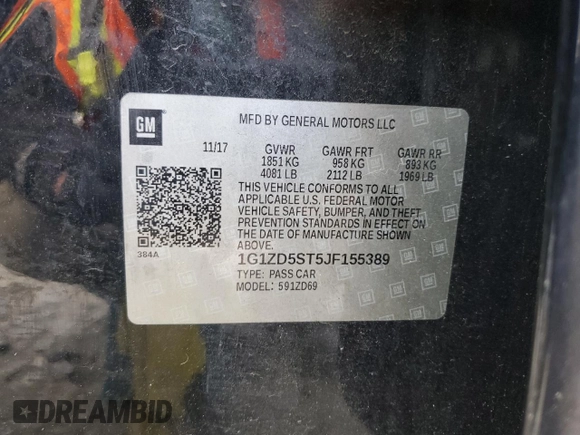 GM
MFD BY GENERAL MOTORS LLC
11/17 GVWR GAWR FRT GAWR RR
1851 KG 958 KG 893 KG
4081 LB 2112 LB 1969 LB
THIS VEHICLE CONFORMS TO ALL
APPLICABLE U.S. FEDERAL MOTOR
VEHICLE SAFETY, BUMPER, AND THEFT
PREVENTION STANDARDS IN EFFECT ON
THE DATE OF MANUFACTURE SHOWN
ABOVE.
384A
1G1ZD5ST5JF155389
TYPE: PASS CAR
MODEL: 591ZD69
DREAMBID